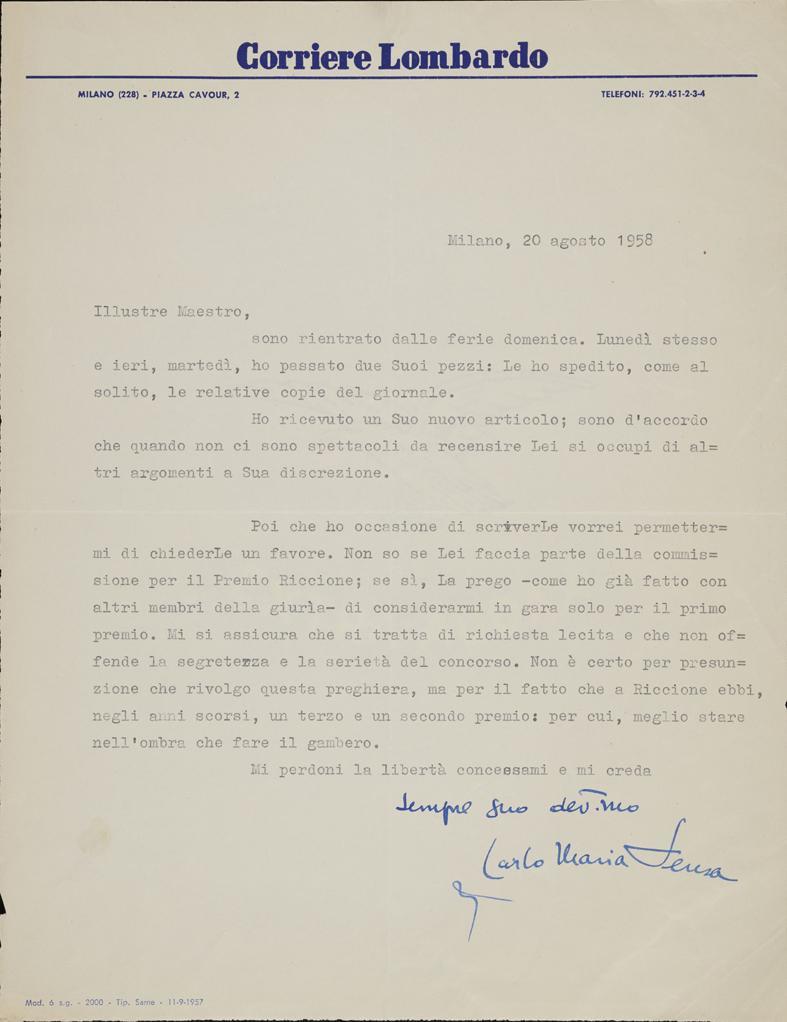 Corriere Lombardo
MILANO (228) - PIAZZA CAVOUR, 2 TELEFONI: 792.451-2-3-4
Milano, 20 agosto 1958
Illustre Maestro,
sono rientrato dalle ferie domenica. Lunedì stesso
e ieri, martedì, ho passato due Suoi pezzi: Le ho spedito, come al
solito, le relative copie del giornale.
Ho ricevuto un Suo nuovo articolo; sono d'accordo
che quando non ci sono spettacoli da recensire Lei si occupi di al=
tri argomenti a Sua discrezione.
Poi che ho occasione di scriverLe vorrei permetter=
mi di chiederLe un favore. Non so se Lei faccia parte della commis=
sione per il Premio Riccione; se sì, La prego -come ho già fatto con
altri membri della giurìa- di considerarmi in gara solo per il primo
premio. Mi si assicura che si tratta di richiesta lecita e che non of=
fende la segretezza e la serietà del concorso. Non è certo per presun=
zione che rivolgo questa preghiera, ma per il fatto che a Riccione ebbi,
negli anni scorsi, un terzo e un secondo premio: per cui, meglio stare
nell'ombra che fare il gambero.
Mi perdoni la libertà concessami e mi creda
sempre suo dev.mo
Carlo Maria Pensa
Mod. 6 s.g. - 2000 - Tip. Same - 11-9-1957